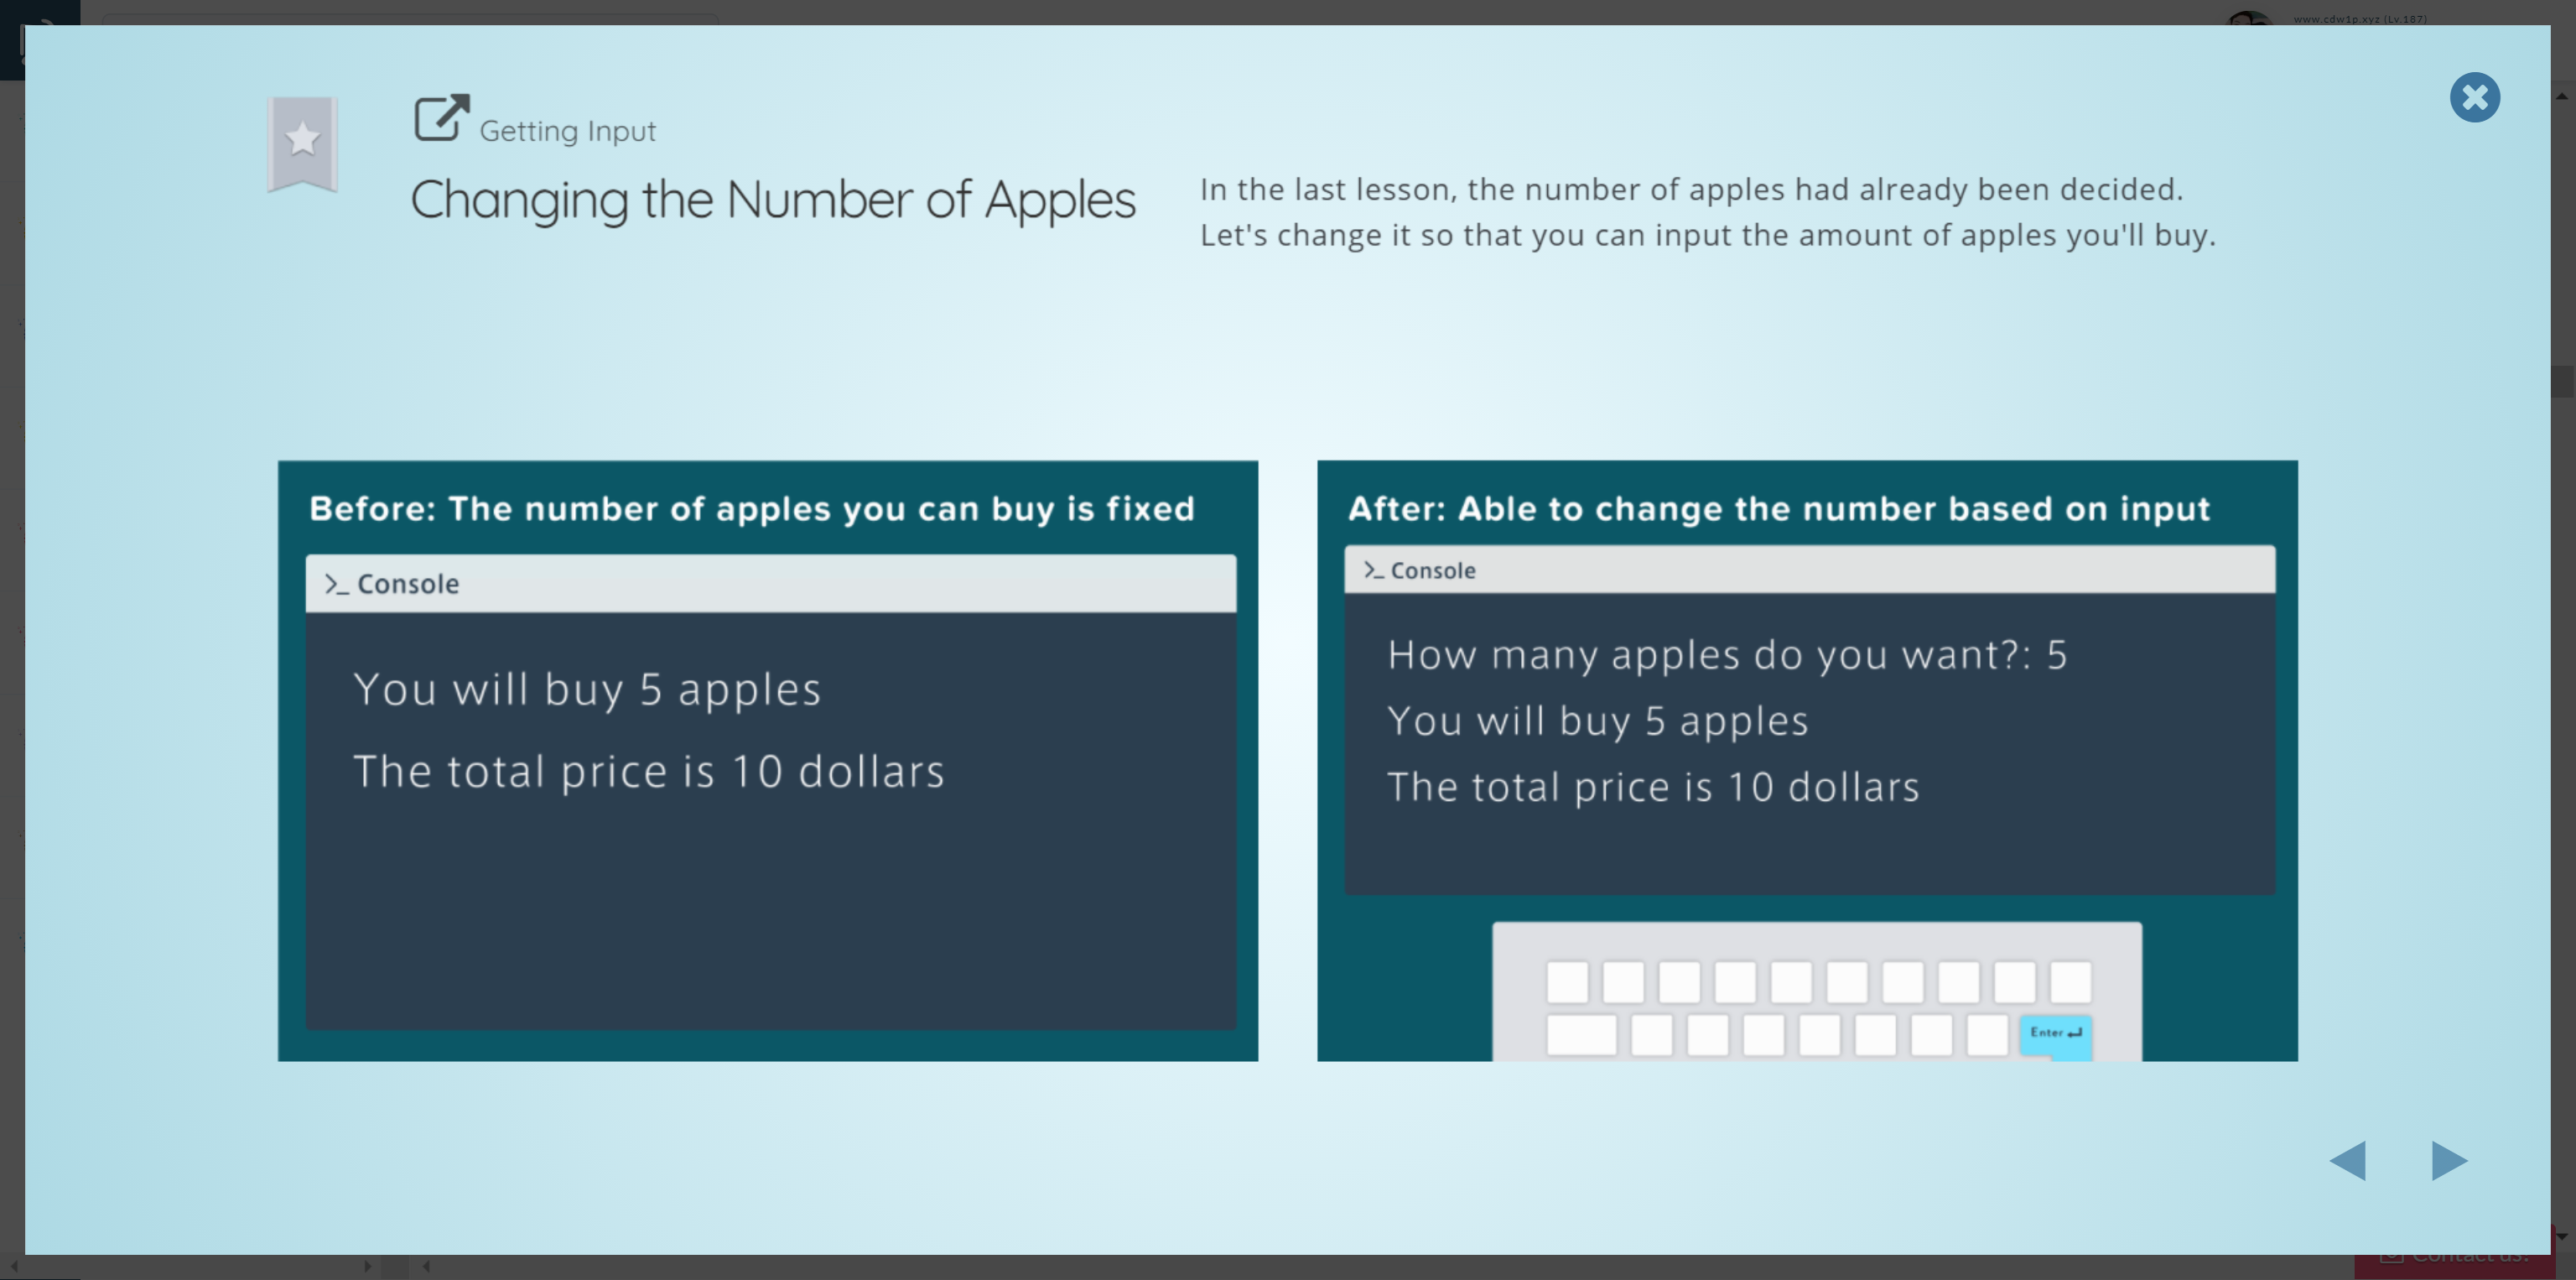 www.cdw1p.xyz (Lv.187)
Getting Input
Changing the Number of Apples
In the last lesson, the number of apples had already been decided.
Let's change it so that you can input the amount of apples you'll buy.
Before: The number of apples you can buy is fixed
>_ Console
You will buy 5 apples
The total price is 10 dollars
After: Able to change the number based on input
>_ Console
How many apples do you want?: 5
You will buy 5 apples
The total price is 10 dollars
Enter ↵
Contact us!